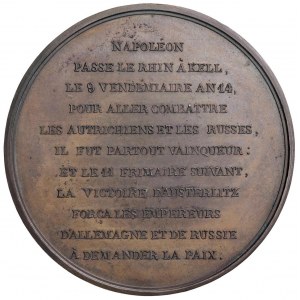 NAPOLÉON
PASSE LE RHIN À KELL,
LE 9 VENDÉMIAIRE AN 14,
POUR ALLER COMBATTRE
LES AUTRICHIENS ET LES RUSSES,
IL FUT PARTOUT VAINQUEUR :
ET LE 11 FRIMAIRE SUIVANT,
LA VICTOIRE D'AUSTERLITZ
FORÇA LES EMPEREURS
D'ALLEMAGNE ET DE RUSSIE
À DEMANDER LA PAIX.